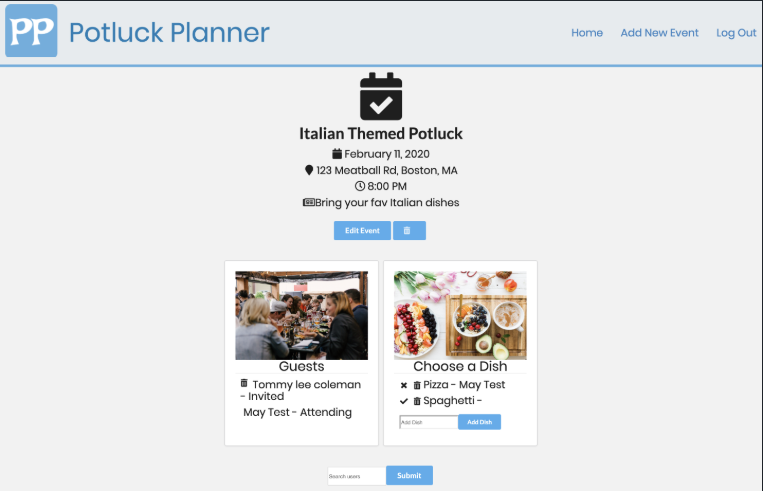 PP Potluck Planner
Home Add New Event Log Out
Italian Themed Potluck
February 11, 2020
123 Meatball Rd, Boston, MA
8:00 PM
Bring your fav Italian dishes
Edit Event
Guests
Tommy lee coleman
- Invited
May Test - Attending
Choose a Dish
Pizza - May Test
Spaghetti -
Add Dish Add Dish
Search users Submit